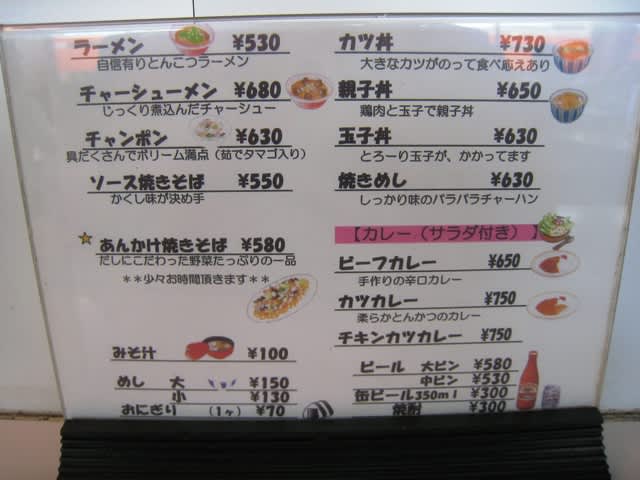 ラーメン ¥530
自信有りとんこつラーメン
チャーシューメン ¥680
じっくり煮込んだチャーシュー
チャンポン ¥630
具だくさんでボリーム満点（茹でタマゴ入り）
ソース焼きそば ¥550
かくし味が決め手
あんかけ焼きそば ¥580
だしにこだわった野菜たっぷりの一品
＊＊少々お時間頂きます＊＊
みそ汁 ¥100
めし 大 ¥150
小 ¥130
おにぎり （1ヶ） ¥70
カツ丼 ¥730
大きなカツがのって食べ応えあり
親子丼 ¥650
鶏肉と玉子で親子丼
玉子丼 ¥630
とろーり玉子が、かかってます
焼きめし ¥630
しっかり味のパラパラチャーハン
【カレー（サラダ付き）】
ビーフカレー ¥650
手作りの辛口カレー
カツカレー ¥750
柔らかとんかつのカレー
チキンカツカレー ¥750
ビール 大ビン ¥580
中ビン ¥530
缶ビール350ml ¥300
焼酎 ¥300